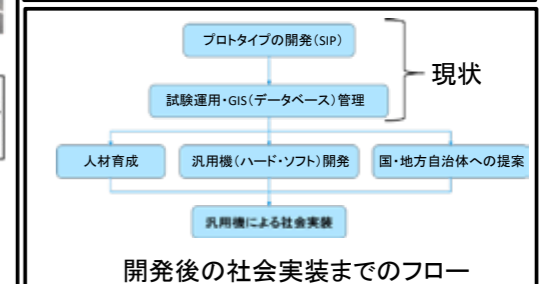 プロトタイプの開発(SIP)
現状
試験運用・GIS(データベース)管理
人材育成
汎用機(ハード・ソフト)開発
国・地方自治体への提案
汎用機による社会実装
開発後の社会実装までのフロー